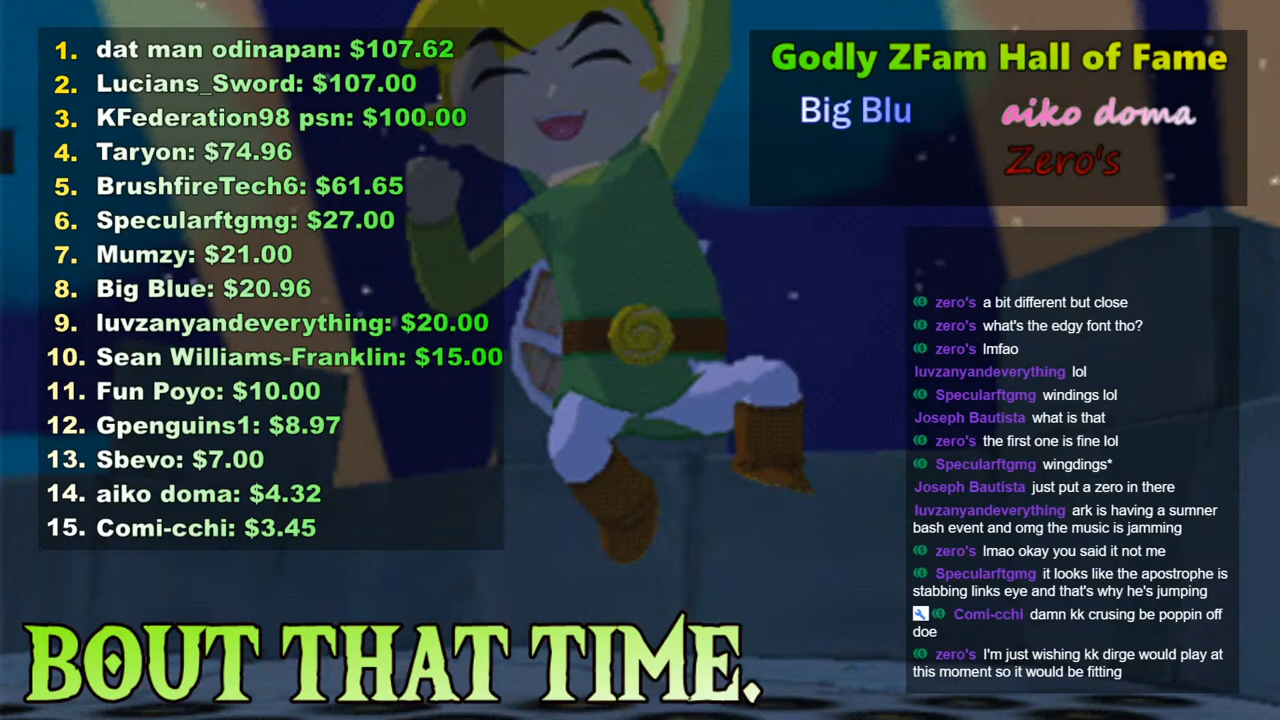 1. dat man odinapan: $107.62
2. Lucians_Sword: $107.00
3. KFederation98 psn: $100.00
4. Taryon: $74.96
5. BrushfireTech6: $61.65
6. Specularftgmg: $27.00
7. Mumzy: $21.00
8. Big Blue: $20.96
9. luvzanyandeverything: $20.00
10. Sean Williams-Franklin: $15.00
11. Fun Poyo: $10.00
12. Gpenguins1: $8.97
13. Sbevo: $7.00
14. aiko doma: $4.32
15. Comi-cchi: $3.45
BOUT THAT TIME.
Godly ZFam Hall of Fame
Big Blu aiko doma
Zero's
zero's a bit different but close
zero's what's the edgy font tho?
zero's lmfao
luvzanyandeverything lol
Specularftgmg windings lol
Joseph Bautista what is that
zero's the first one is fine lol
Specularftgmg wingdings*
Joseph Bautista just put a zero in there
luvzanyandeverything ark is having a sumner
bash event and omg the music is jamming
zero's lmao okay you said it not me
Specularftgmg it looks like the apostrophe is
stabbing links eye and that's why he's jumping
Comi-cchi damn kk crusing be poppin off
doe
zero's I'm just wishing kk dirge would play at
this moment so it would be fitting